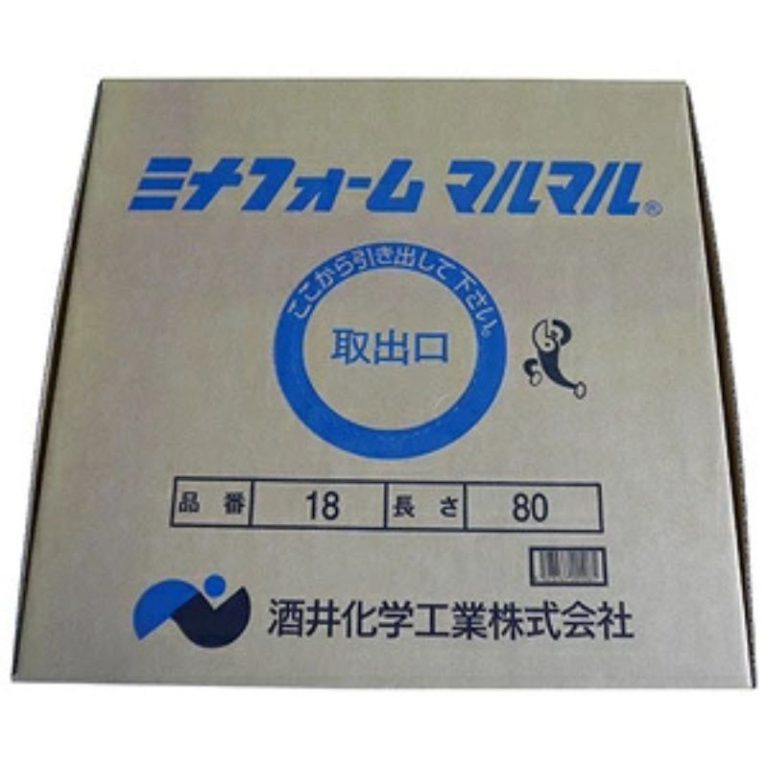 ミナフォーム マルマル®
ここから引き出して下さい。
取出口
品番 18 長さ 80
酒井化学工業株式会社